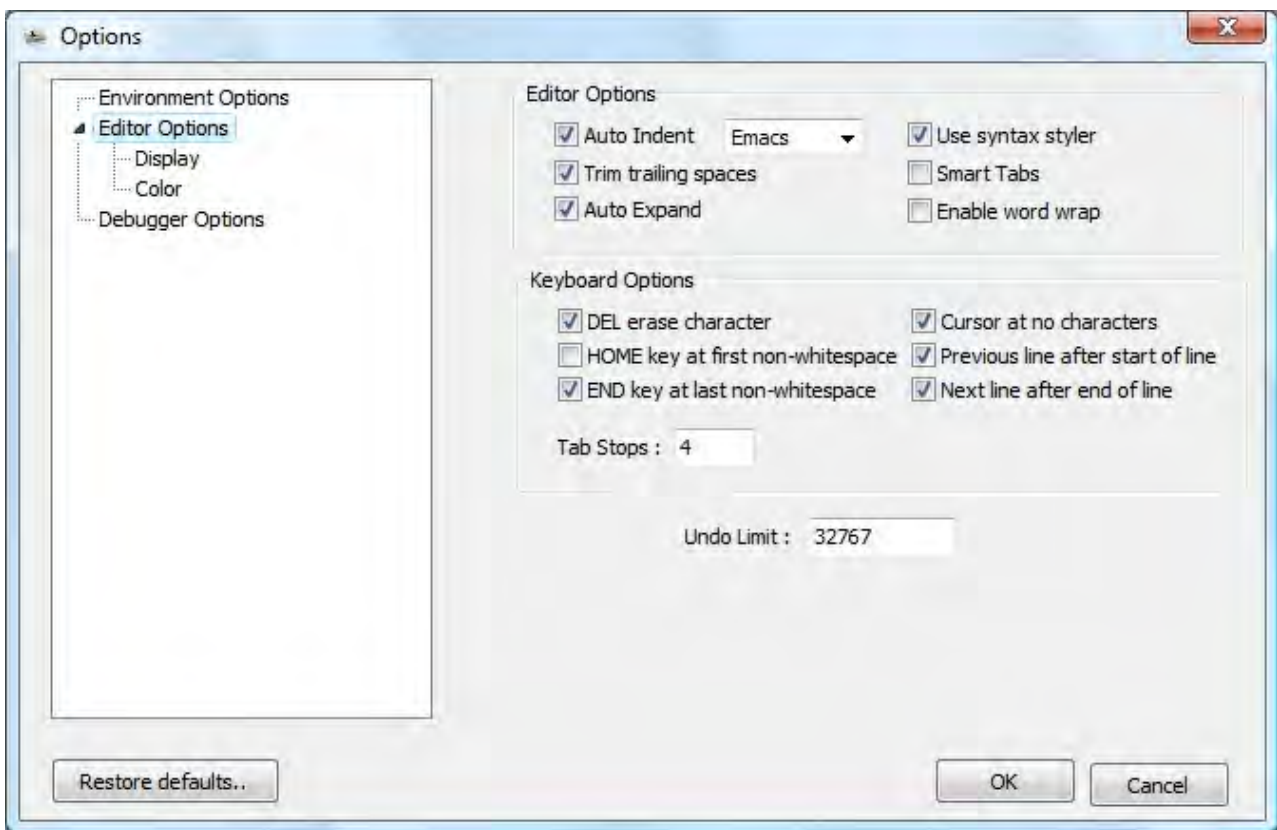 Options
X
Environment Options
Editor Options
Display
Color
Debugger Options
Editor Options
Auto Indent Emacs Use syntax styler
Trim trailing spaces Smart Tabs
Auto Expand Enable word wrap
Keyboard Options
DEL erase character Cursor at no characters
HOME key at first non-whitespace Previous line after start of line
END key at last non-whitespace Next line after end of line
Tab Stops : 4
Undo Limit : 32767
Restore defaults.. OK Cancel